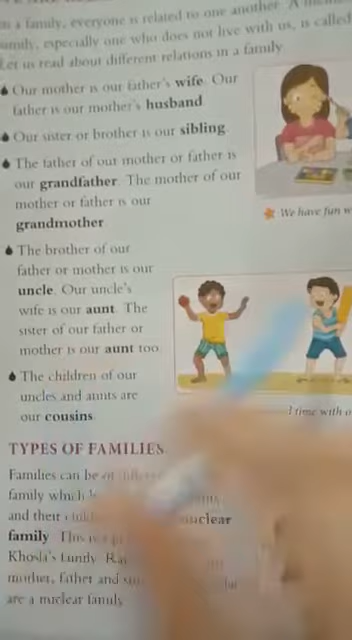 a family, everyone is related to one another. A
family, especially one who does not live with us, is called
Let us read about different relations in a family.
Our mother is our father's wife. Our
father is our mother's husband.
Our sister or brother is our sibling.
The father of our mother or father is
our grandfather. The mother of our
mother or father is our
grandmother.
We have fun
The brother of our
father or mother is our
uncle. Our uncle's
wife is our aunt. The
sister of our father or
mother is our aunt too.
The children of our
uncles and aunts are
our cousins.
time with
TYPES OF FAMILIES
Families can be of
family which
and their nuclear
family. This is
Khosla's family.
mother, father and
are a nuclear family